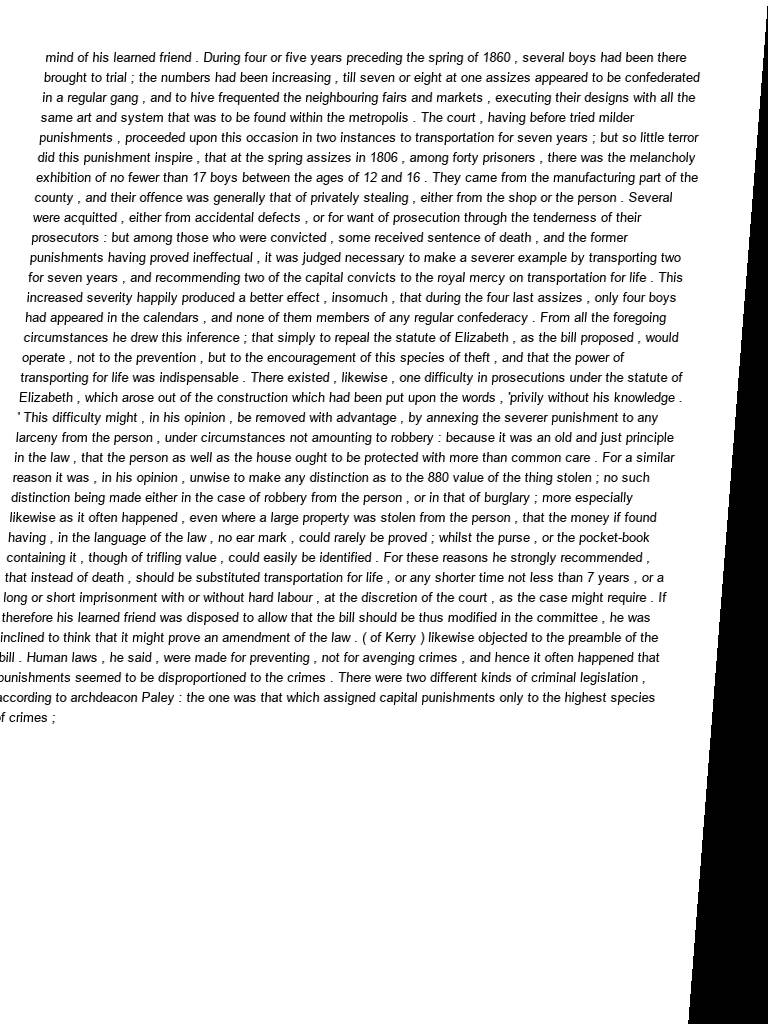 mind of his learned friend . During four or five years preceding the spring of 1860 , several boys had been there
brought to trial ; the numbers had been increasing , till seven or eight at one assizes appeared to be confederated
in a regular gang , and to hive frequented the neighbouring fairs and markets , executing their designs with all the
same art and system that was to be found within the metropolis . The court , having before tried milder
punishments , proceeded upon this occasion in two instances to transportation for seven years ; but so little terror
did this punishment inspire , that at the spring assizes in 1806 , among forty prisoners , there was the melancholy
exhibition of no fewer than 17 boys between the ages of 12 and 16 . They came from the manufacturing part of the
county , and their offence was generally that of privately stealing , either from the shop or the person . Several
were acquitted , either from accidental defects , or for want of prosecution through the tenderness of their
prosecutors : but among those who were convicted , some received sentence of death , and the former
punishments having proved ineffectual , it was judged necessary to make a severer example by transporting two
for seven years , and recommending two of the capital convicts to the royal mercy on transportation for life . This
increased severity happily produced a better effect , insomuch , that during the four last assizes , only four boys
had appeared in the calendars , and none of them members of any regular confederacy . From all the foregoing
circumstances he drew this inference ; that simply to repeal the statute of Elizabeth , as the bill proposed , would
operate , not to the prevention , but to the encouragement of this species of theft , and that the power of
transporting for life was indispensable . There existed , likewise , one difficulty in prosecutions under the statute of
Elizabeth , which arose out of the construction which had been put upon the words , 'privily without his knowledge .
' This difficulty might , in his opinion , be removed with advantage , by annexing the severer punishment to any
larceny from the person , under circumstances not amounting to robbery : because it was an old and just principle
in the law , that the person as well as the house ought to be protected with more than common care . For a similar
reason it was , in his opinion , unwise to make any distinction as to the 880 value of the thing stolen ; no such
distinction being made either in the case of robbery from the person , or in that of burglary ; more especially
likewise as it often happened , even where a large property was stolen from the person , that the money if found
having , in the language of the law , no ear mark , could rarely be proved ; whilst the purse , or the pocket-book
containing it , though of trifling value , could easily be identified . For these reasons he strongly recommended ,
that instead of death , should be substituted transportation for life , or any shorter time not less than 7 years , or a
long or short imprisonment with or without hard labour , at the discretion of the court , as the case might require . If
therefore his learned friend was disposed to allow that the bill should be thus modified in the committee , he was
inclined to think that it might prove an amendment of the law . ( of Kerry ) likewise objected to the preamble of the
bill . Human laws , he said , were made for preventing , not for avenging crimes , and hence it often happened that
punishments seemed to be disproportioned to the crimes . There were two different kinds of criminal legislation ,
according to archdeacon Paley : the one was that which assigned capital punishments only to the highest species
of crimes ;